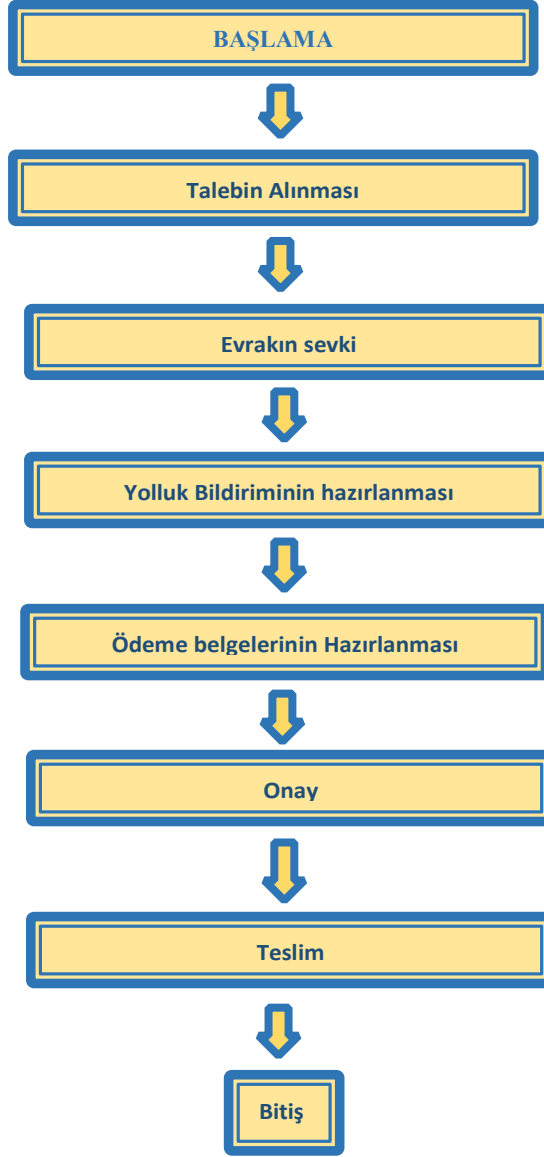 BAŞLAMA
Talebin Alınması
Evrakın sevki
Yolluk Bildiriminin hazırlanması
Ödeme belgelerinin Hazırlanması
Onay
Teslim
Bitiş